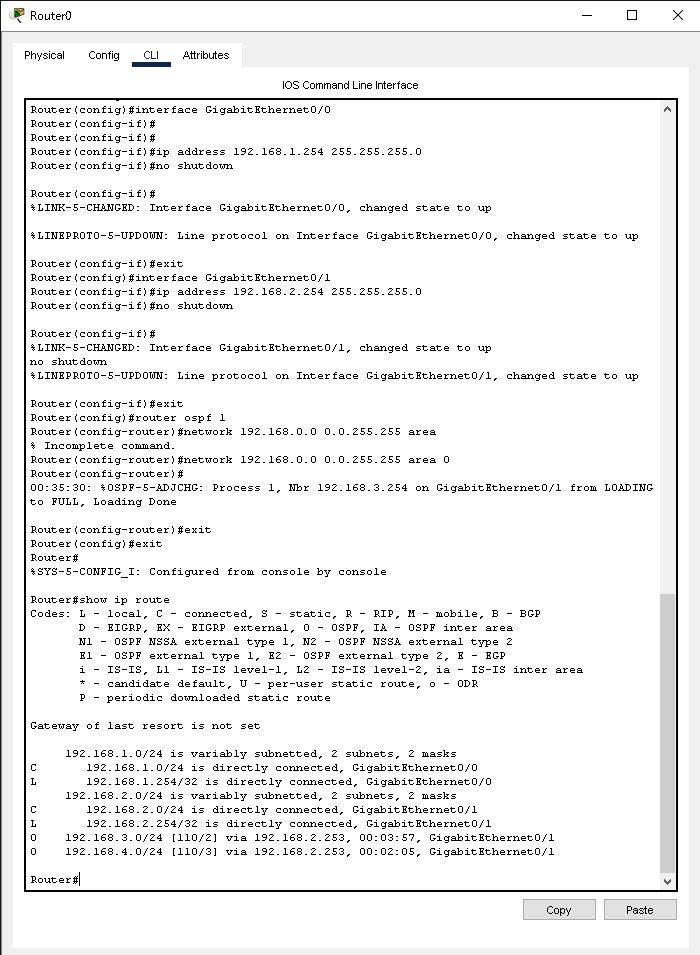 Router0
Physical Config CLI Attributes
IOS Command Line Interface
Router(config)#interface GigabitEthernet0/0
Router(config-if)#
Router(config-if)#
Router(config-if)#ip address 192.168.1.254 255.255.255.0
Router(config-if)#no shutdown

Router(config-if)#
%LINK-5-CHANGED: Interface GigabitEthernet0/0, changed state to up

%LINEPROTO-5-UPDOWN: Line protocol on Interface GigabitEthernet0/0, changed state to up

Router(config-if)#exit
Router(config)#interface GigabitEthernet0/1
Router(config-if)#ip address 192.168.2.254 255.255.255.0
Router(config-if)#no shutdown

Router(config-if)#
%LINK-5-CHANGED: Interface GigabitEthernet0/1, changed state to up
no shutdown
%LINEPROTO-5-UPDOWN: Line protocol on Interface GigabitEthernet0/1, changed state to up

Router(config-if)#exit
Router(config)#router ospf 1
Router(config-router)#network 192.168.0.0 0.0.255.255 area
% Incomplete command.
Router(config-router)#network 192.168.0.0 0.0.255.255 area 0
Router(config-router)#
00:35:30: %OSPF-5-ADJCHG: Process 1, Nbr 192.168.3.254 on GigabitEthernet0/1 from LOADING
to FULL, Loading Done

Router(config-router)#exit
Router(config)#exit
Router#
%SYS-5-CONFIG_I: Configured from console by console

Router#show ip route
Codes: L - local, C - connected, S - static, R - RIP, M - mobile, B - BGP
       D - EIGRP, EX - EIGRP external, O - OSPF, IA - OSPF inter area
       N1 - OSPF NSSA external type 1, N2 - OSPF NSSA external type 2
       E1 - OSPF external type 1, E2 - OSPF external type 2, E - EGP
       i - IS-IS, L1 - IS-IS level-1, L2 - IS-IS level-2, ia - IS-IS inter area
       * - candidate default, U - per-user static route, o - ODR
       P - periodic downloaded static route

Gateway of last resort is not set

     192.168.1.0/24 is variably subnetted, 2 subnets, 2 masks
C       192.168.1.0/24 is directly connected, GigabitEthernet0/0
L       192.168.1.254/32 is directly connected, GigabitEthernet0/0
     192.168.2.0/24 is variably subnetted, 2 subnets, 2 masks
C       192.168.2.0/24 is directly connected, GigabitEthernet0/1
L       192.168.2.254/32 is directly connected, GigabitEthernet0/1
O    192.168.3.0/24 [110/2] via 192.168.2.253, 00:03:57, GigabitEthernet0/1
O    192.168.4.0/24 [110/3] via 192.168.2.253, 00:02:05, GigabitEthernet0/1

Router#
Copy Paste